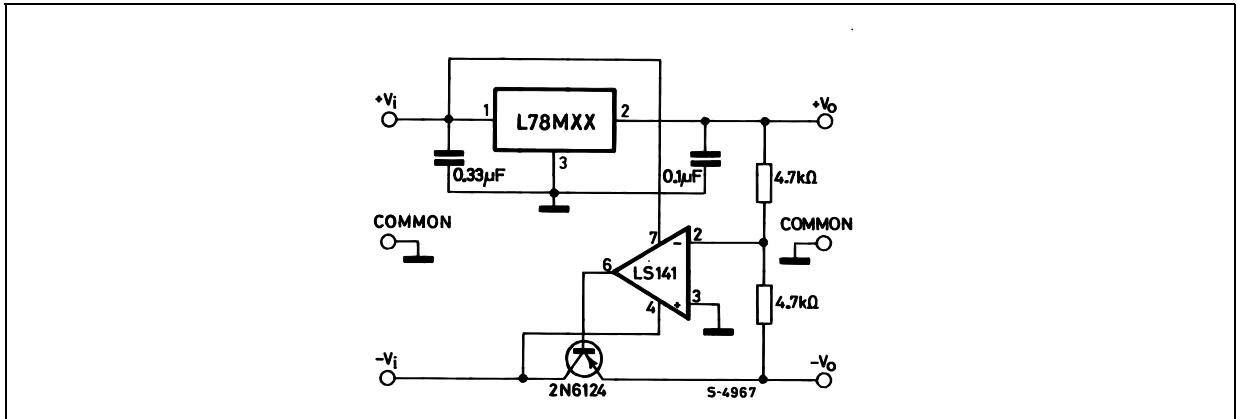 +Vi
1
L78MXX
2
+Vo
3
0.33µF
0.1µF
4.7kΩ
COMMON
COMMON
7
2
-
6
LS141
4
+
3
4.7kΩ
-Vi
-Vo
2N6124
S-4967